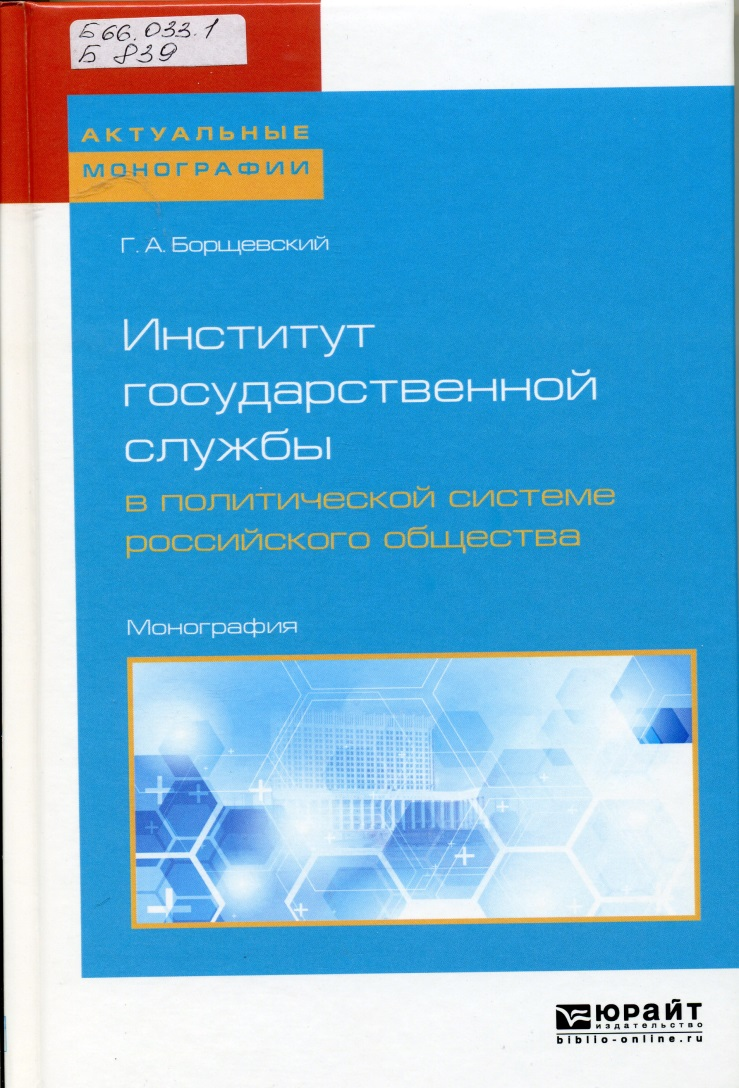 Б66.033.1
Б 839
АКТУАЛЬНЫЕ
МОНОГРАФИИ
Г. А. Борщевский
Институт
государственной
службы
в политической системе
российского общества
Монография
юрайт
издательство
biblio-online.ru